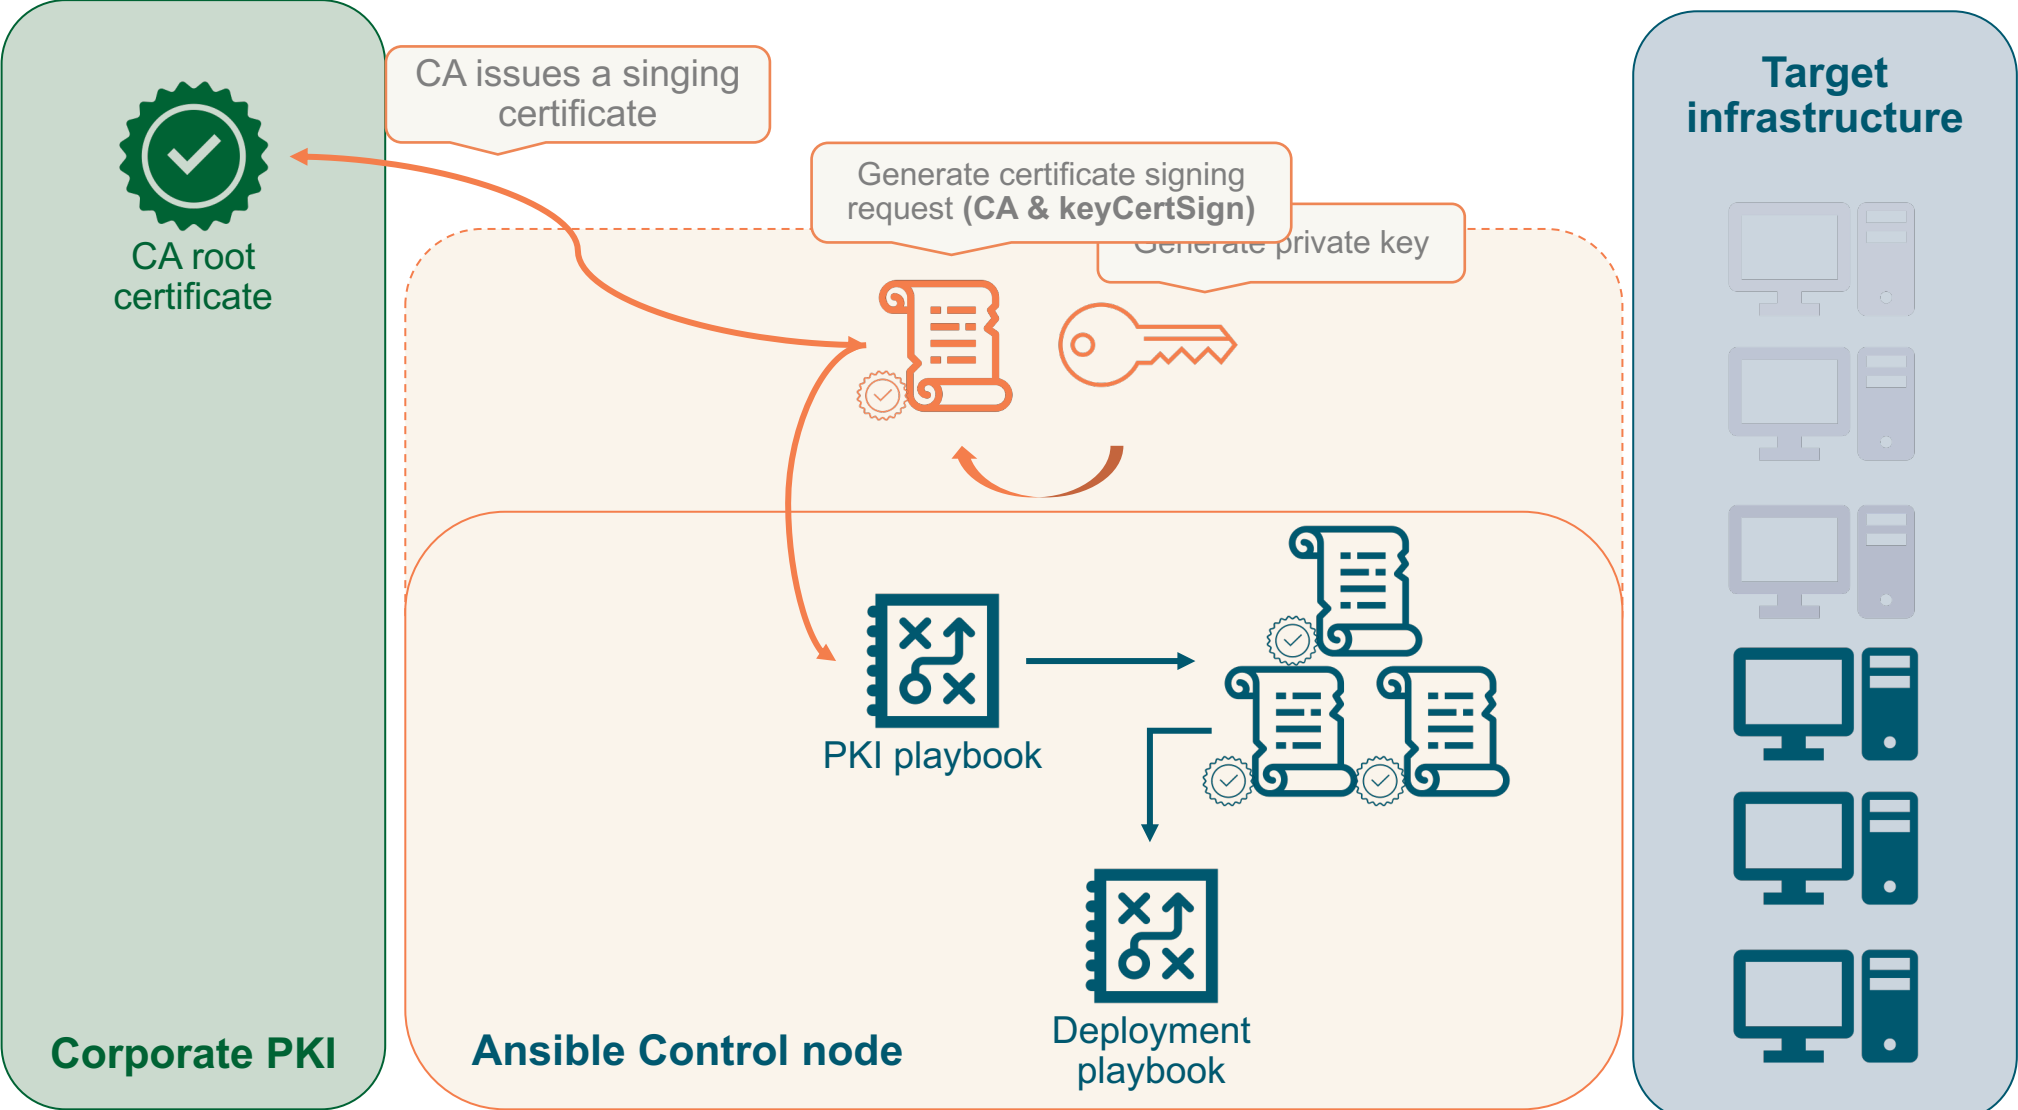 CA issues a singing
certificate
Target
infrastructure
Generate certificate signing
request (CA & keyCertSign)
Generate private key
CA root
certificate
PKI playbook
Deployment
playbook
Corporate PKI
Ansible Control node